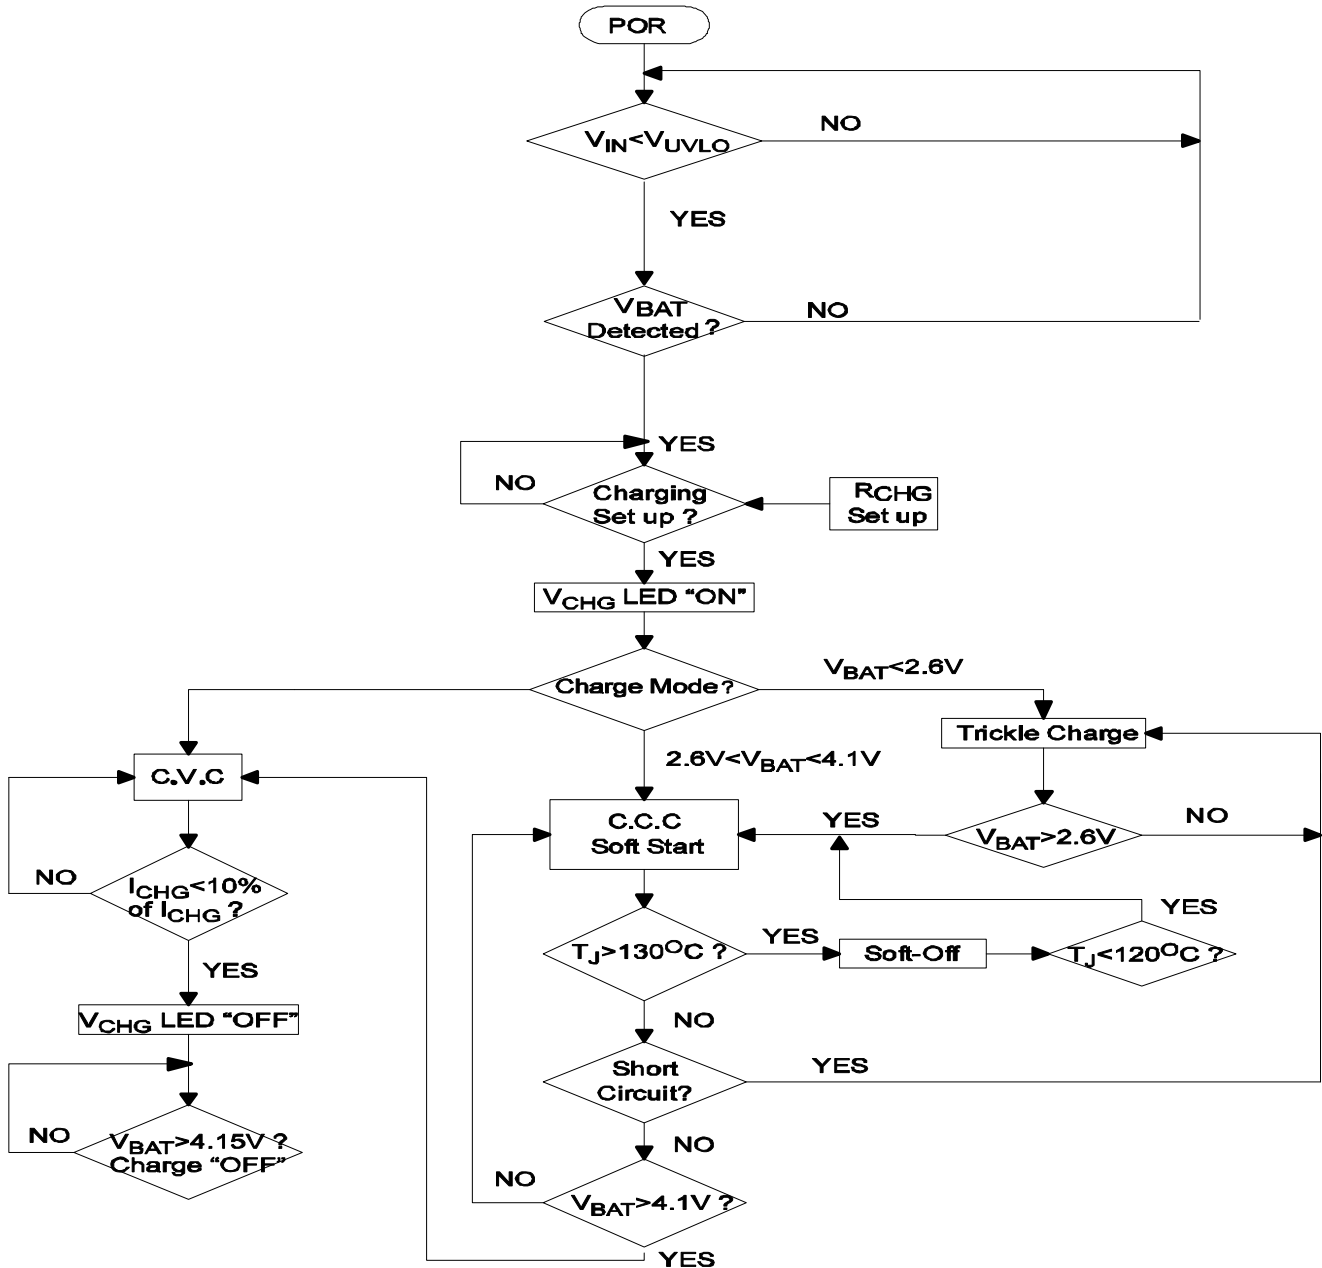 POR
VIN<VUVLO
NO
YES
VBAT
Detected ?
NO
YES
NO
Charging
Set up ?
RCHG
Set up
YES
VCHG LED “ON”
Charge Mode?
VBAT<2.6V
Trickle Charge
2.6V<VBAT<4.1V
C.V.C
C.C.C
Soft Start
YES
VBAT>2.6V
NO
NO
ICHG<10%
of ICHG ?
YES
TJ>130OC ?
YES
Soft-Off
TJ<120OC ?
YES
YES
VCHG LED “OFF”
NO
Short
Circuit?
YES
NO
VBAT>4.15V ?
Charge “OFF”
NO
NO
VBAT>4.1V ?
YES